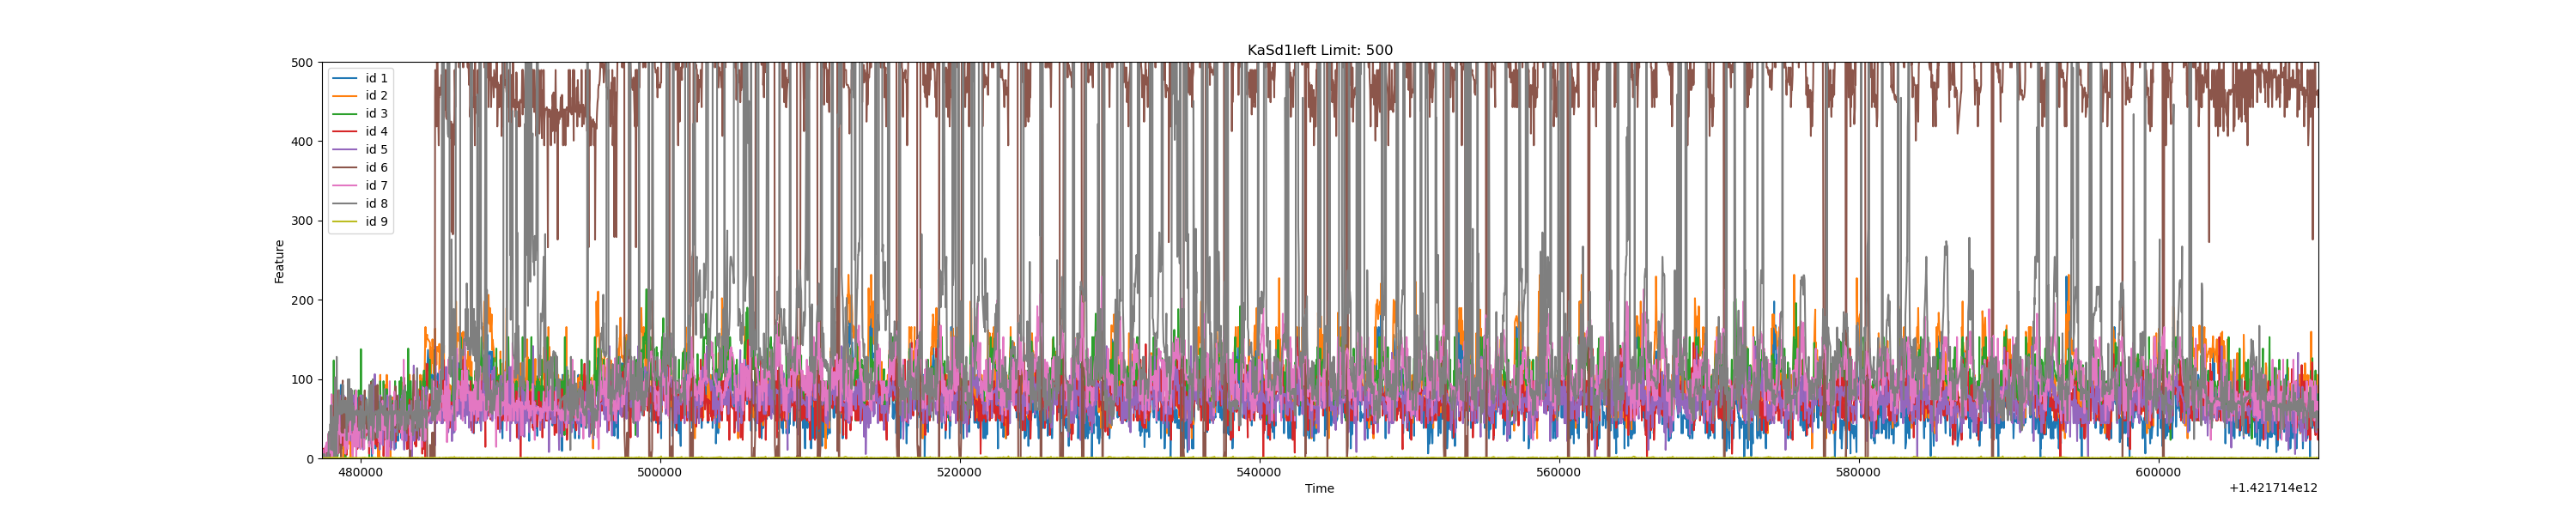 KaSd1left Limit: 500
500
400
300
200
100
0
Feature
id 1
id 2
id 3
id 4
id 5
id 6
id 7
id 8
id 9
480000 500000 520000 540000 560000 580000 600000
Time
+1.421714e12